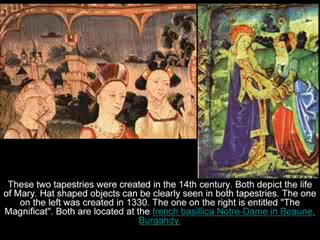 These two tapestries were created in the 14th century. Both depict the life
of Mary. Hat shaped objects can be clearly seen in both tapestries. The one
on the left was created in 1330. The one on the right is entitled "The
Magnificat". Both are located at the french basillica Notre-Dame in Beaune,
Burgandy.